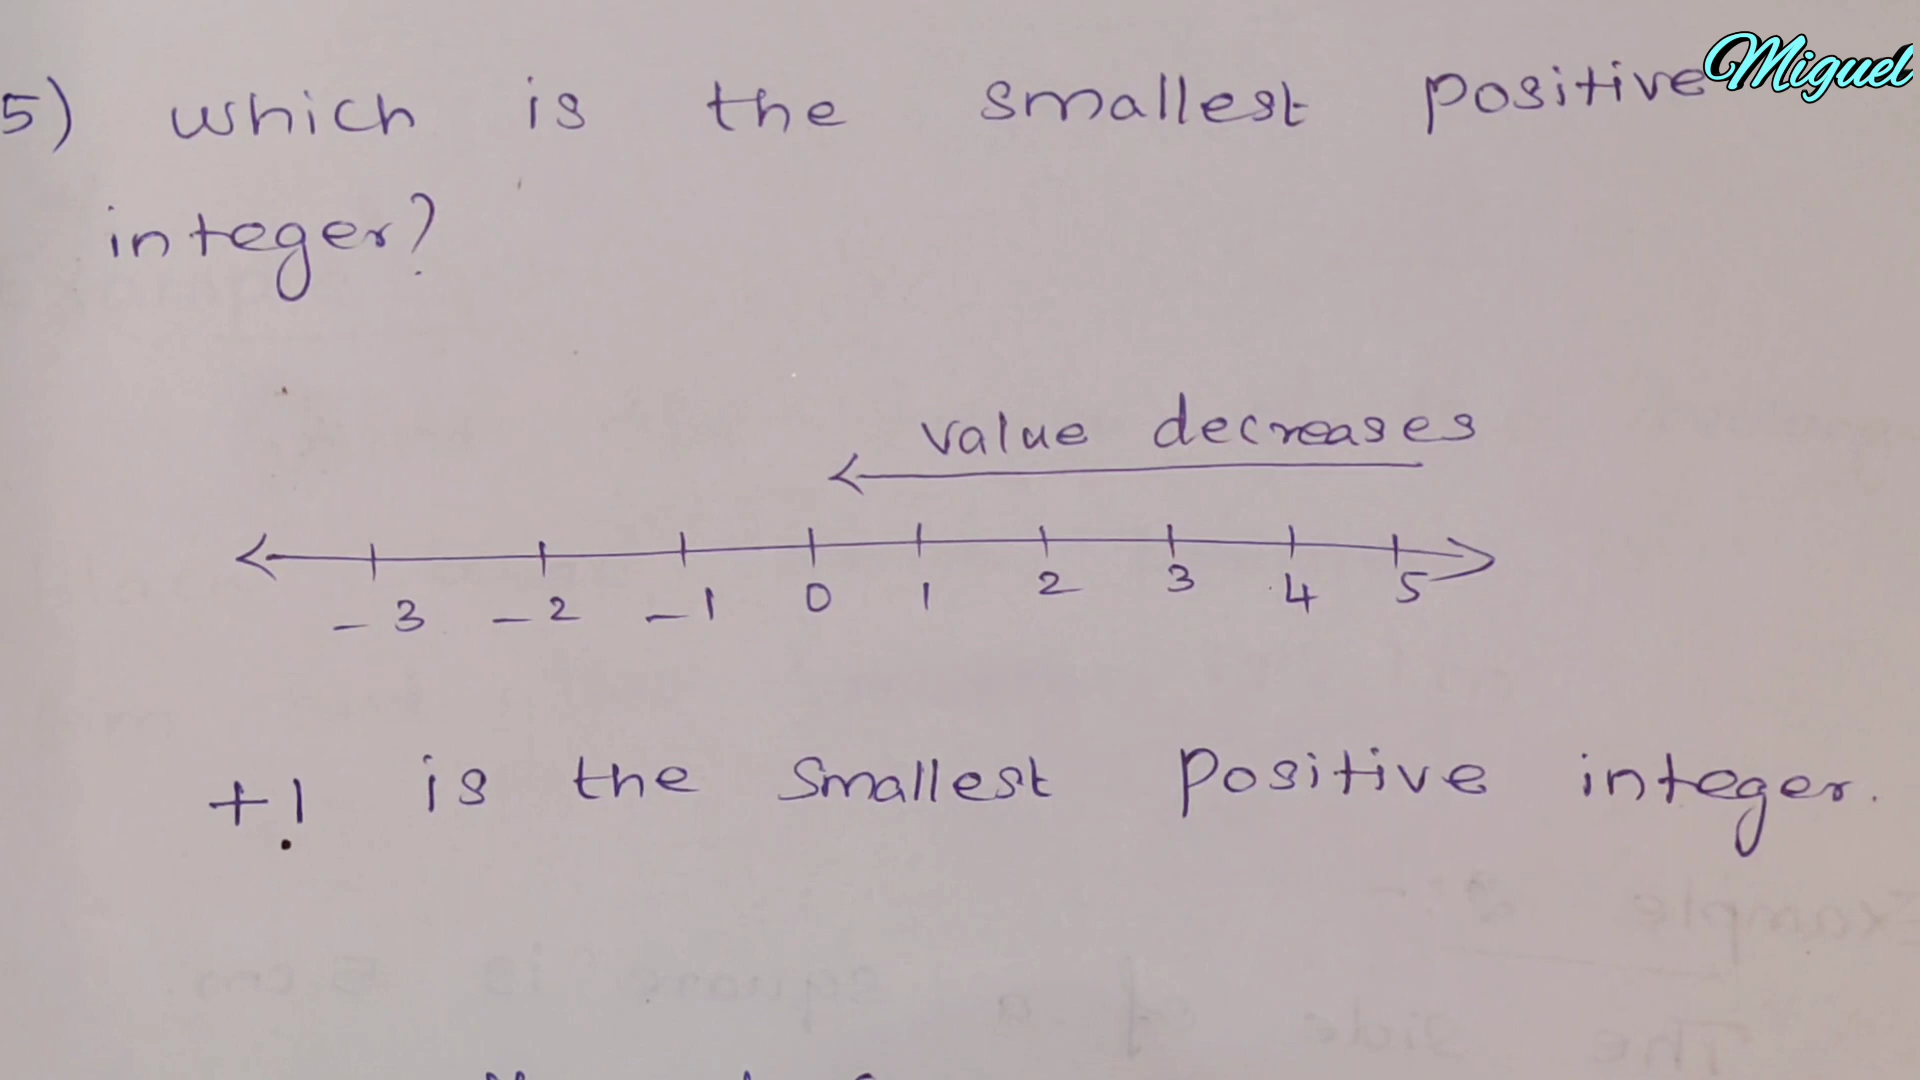 Miguel
5) which is the smallest positive
integer?
value decreases
-3 -2 -1 0 1 2 3 4 5
+1 is the smallest positive integer.